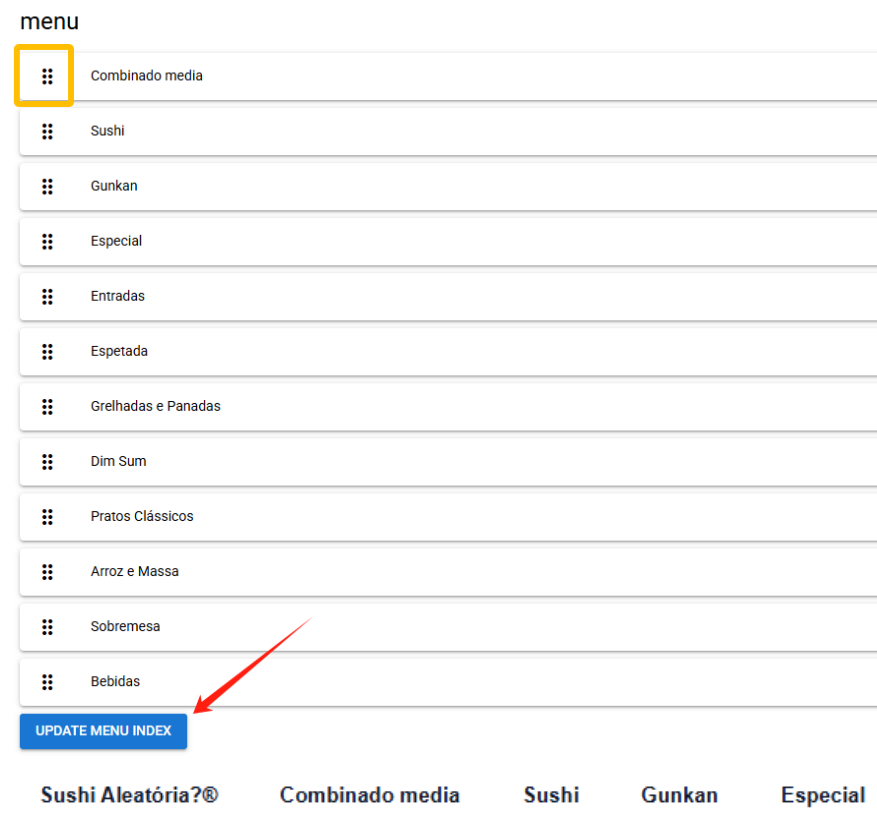 menu
Combinado media
Sushi
Gunkan
Especial
Entradas
Espetada
Grelhadas e Panadas
Dim Sum
Pratos Clássicos
Arroz e Massa
Sobremesa
Bebidas
UPDATE MENU INDEX
Sushi Aleatória?® Combinado media Sushi Gunkan Especial